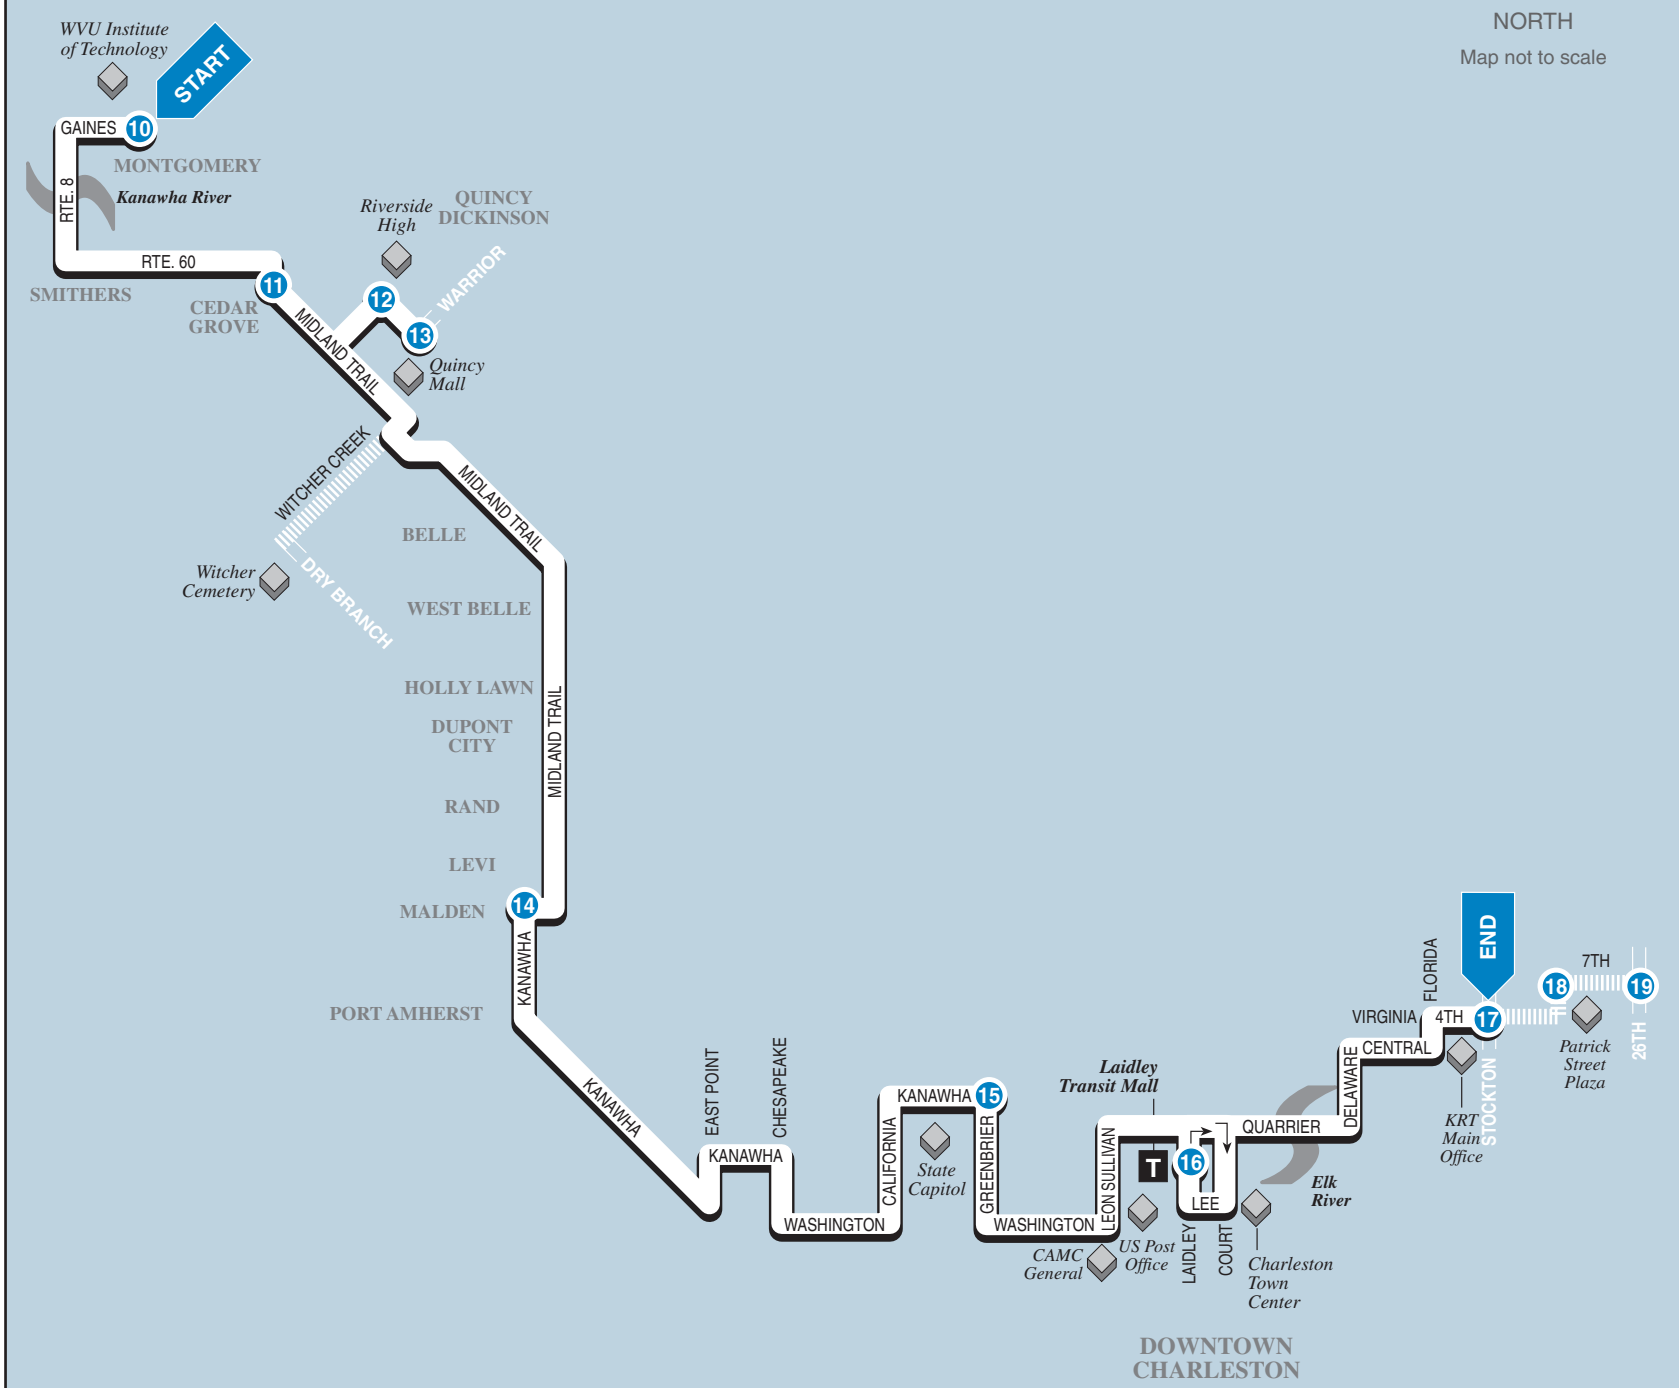 NORTH
Map not to scale
WVU Institute
of Technology
START
GAINES
10
MONTGOMERY
RTE. 8
Kanawha River
RTE. 60
SMITHERS
11
CEDAR
GROVE
Riverside
High
QUINCY
DICKINSON
WARRIOR
12
13
MIDLAND TRAIL
Quincy
Mall
WITCHER CREEK
Witcher
Cemetery
DRY BRANCH
MIDLAND TRAIL
BELLE
WEST BELLE
HOLLY LAWN
DUPONT
CITY
MIDLAND TRAIL
RAND
LEVI
14
MALDEN
KANAWHA
PORT AMHERST
KANAWHA
EAST POINT
KANAWHA
CHESAPEAKE
WASHINGTON
CALIFORNIA
KANAWHA
15
State
Capitol
GREENBRIER
WASHINGTON
LEON SULLIVAN
CAMC
General
Laidley
Transit Mall
T
US Post
Office
16
LEE
LAIDLEY
COURT
Charleston
Town
Center
QUARRIER
Elk
River
DELAWARE
CENTRAL
VIRGINIA
FLORIDA
4TH
END
17
KRT
Main
Office
STOCKTON
18
7TH
19
26TH
Patrick
Street
Plaza
DOWNTOWN
CHARLESTON